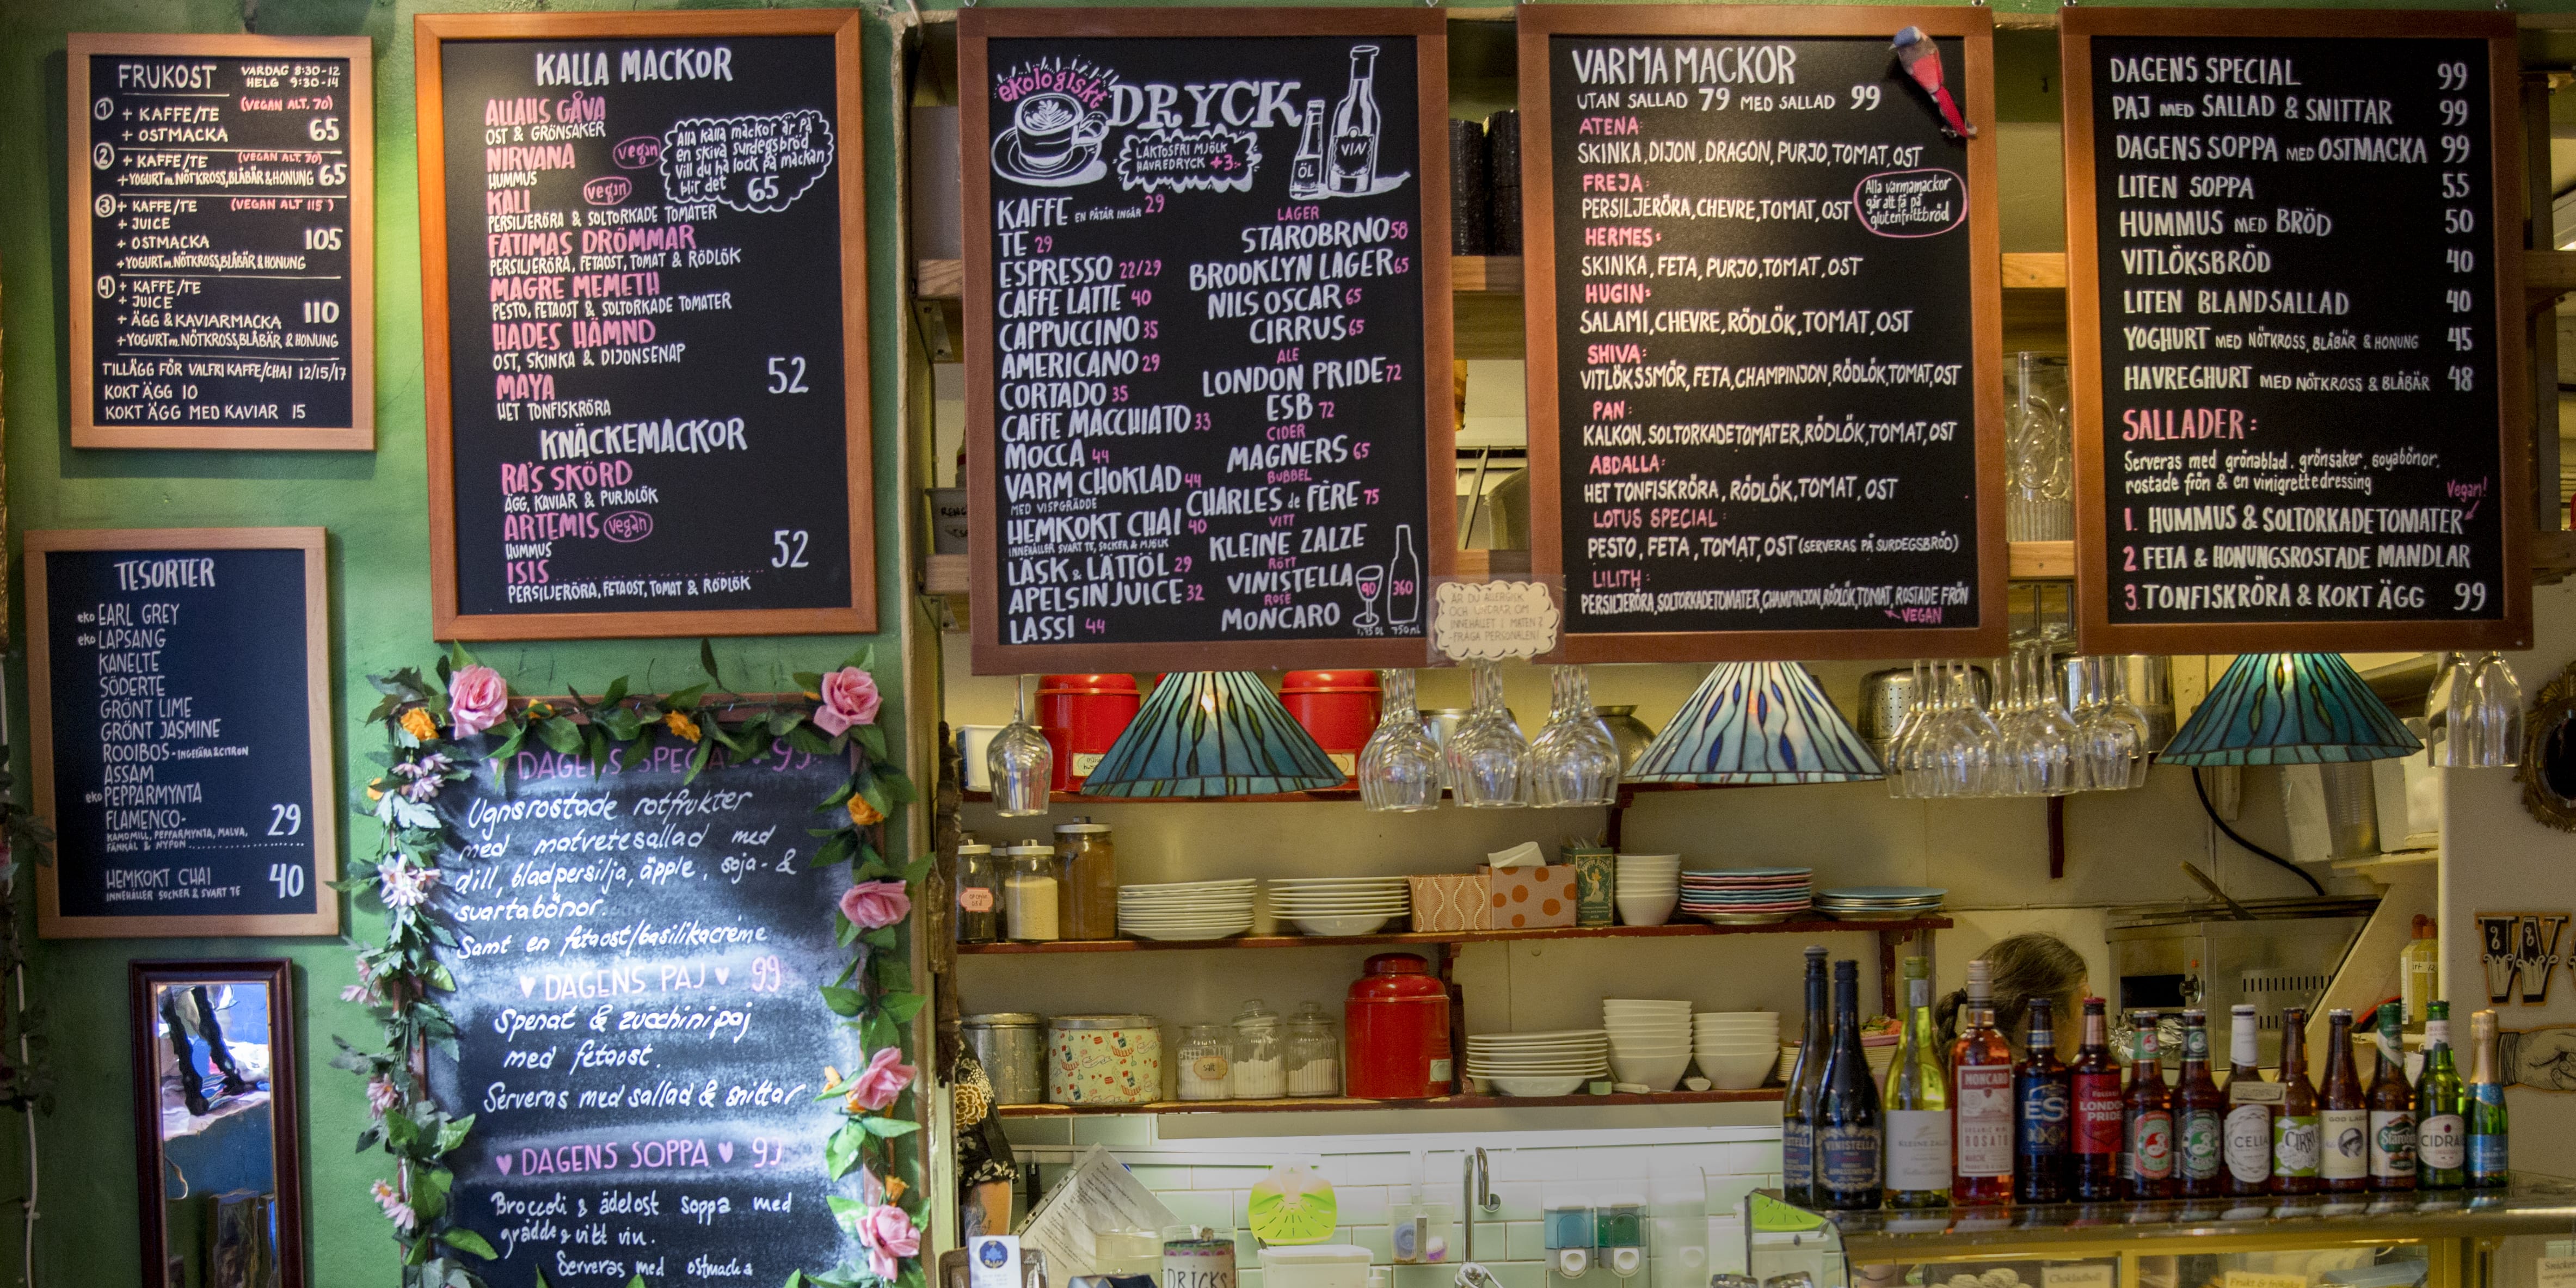 FRUKOST
VARDAG 8:30-12
HELG 9:30-14
(VEGAN ALT. 70)
1 + KAFFE/TE
+ OSTMACKA 65
2 + KAFFE/TE (VEGAN ALT. 70)
+YOGURT m. NÖTKROSS, BLÅBÄR & HONUNG 65
3 + KAFFE/TE (VEGAN ALT 115)
+ JUICE
+ OSTMACKA 105
+YOGURT m. NÖTKROSS, BLÅBÄR & HONUNG
4 + KAFFE/TE
+ JUICE
+ ÄGG & KAVIARMACKA 110
+YOGURT m. NÖTKROSS, BLÅBÄR & HONUNG
TILLÄGG FÖR VALFRI KAFFE/CHAI 12/15/17
KOKT ÄGG 10
KOKT ÄGG MED KAVIAR 15
TESORTER
eko EARL GREY
eko LAPSANG
KANELTE
SÖDERTE
GRÖNT LIME
GRÖNT JASMINE
ROOIBOS - INGEFÄRA & CITRON
ASSAM
eko PEPPARMYNTA
FLAMENCO-
KAMOMILL, PEPPARMYNTA, MALVA,
FÄNKÅL & NYPON 29
HEMKOKT CHAI 40
INNEHÅLLER SOCKER & SVART TE
KALLA MACKOR
ALLAHS GÅVA
OST & GRÖNSAKER
NIRVANA vegan
HUMMUS
KALI vegan
PERSILJERÖRA & SOLTORKADE TOMATER
FATIMAS DRÖMMAR
PERSILJERÖRA, FETAOST, TOMAT & RÖDLÖK
MAGRE MEMETH
PESTO, FETAOST & SOLTORKADE TOMATER
HADES HÄMND
OST, SKINKA & DIJONSENAP
MAYA 52
HET TONFISKRÖRA
Alla kalla mackor är på
en skiva surdegsbröd
vill du ha lock på mackan
blir det 65
KNÄCKEMACKOR
RA'S SKÖRD
ÄGG, KAVIAR & PURJOLÖK
ARTEMIS vegan
HUMMUS
ISIS 52
PERSILJERÖRA, FETAOST, TOMAT & RÖDLÖK
DAGENS SPECIAL 99:-
Ugnsrostade rotfrukter
med matvetesallad med
dill, bladpersilja, äpple, soja- &
svartabönor.
Samt en fetaost/basilikacréme
♥ DAGENS PAJ ♥ 99
Spenat & zucchinipaj
med fetaost.
Serveras med sallad & snittar
♥ DAGENS SOPPA ♥ 99
Broccoli & ädelost soppa med
grädde & vitt vin.
Serveras med ostmacka
ekologiskt
DRYCK
LAKTOSFRI MJÖLK
HAVREDRYCK +3:-
ÖL
VIN
KAFFE EN PÅTÅR INGÅR 29
TE 29
ESPRESSO 22/29
CAFFE LATTE 40
CAPPUCCINO 35
AMERICANO 29
CORTADO 35
CAFFE MACCHIATO 33
MOCCA 44
VARM CHOKLAD 44
MED VISPGRÄDDE
HEMKOKT CHAI 40
INNEHÅLLER SVART TE, SOCKER & MJÖLK
LÄSK & LÄTTÖL 29
APELSINJUICE 32
LASSI 44
LAGER
STAROBRNO 58
BROOKLYN LAGER 65
NILS OSCAR 65
CIRRUS 65
ALE
LONDON PRIDE 72
ESB 72
CIDER
MAGNERS 65
BUBBEL
CHARLES de FÈRE 75
VITT
KLEINE ZALZE
RÖTT
VINISTELLA
ROSÉ
MONCARO
90
360
1,75 DL 750 ML
ÄR DU ALLERGISK
OCH UNDRAR OM
INNEHÅLLET I MATEN?
-FRÅGA PERSONALEN!
VARMA MACKOR
UTAN SALLAD 79 MED SALLAD 99
ATENA:
SKINKA, DIJON, DRAGON, PURJO, TOMAT, OST
FREJA:
PERSILJERÖRA, CHEVRE, TOMAT, OST
HERMES:
SKINKA, FETA, PURJO, TOMAT, OST
HUGIN:
SALAMI, CHEVRE, RÖDLÖK, TOMAT, OST
SHIVA:
VITLÖKSSMÖR, FETA, CHAMPINJON, RÖDLÖK, TOMAT, OST
PAN:
KALKON, SOLTORKADE TOMATER, RÖDLÖK, TOMAT, OST
ABDALLA:
HET TONFISKRÖRA, RÖDLÖK, TOMAT, OST
LOTUS SPECIAL:
PESTO, FETA, TOMAT, OST (SERVERAS PÅ SURDEGSBRÖD)
LILITH:
PERSILJERÖRA, SOLTORKADE TOMATER, CHAMPINJON, RÖDLÖK, TOMAT, ROSTADE FRÖN
VEGAN
Alla varmamackor
går att få på
glutenfrittbröd
DAGENS SPECIAL 99
PAJ MED SALLAD & SNITTAR 99
DAGENS SOPPA MED OSTMACKA 99
LITEN SOPPA 55
HUMMUS MED BRÖD 50
VITLÖKSBRÖD 40
LITEN BLANDSALLAD 40
YOGHURT MED NÖTKROSS, BLÅBÄR & HONUNG 45
HAVREGHURT MED NÖTKROSS & BLÅBÄR 48
SALLADER:
Serveras med grönablad, grönsaker, soyabönor,
rostade frön & en vinigrettedressing
Vegan!
1. HUMMUS & SOLTORKADE TOMATER
2. FETA & HONUNGSROSTADE MANDLAR
3. TONFISKRÖRA & KOKT ÄGG 99
W
salt
VINISTELLA
KLEINE ZALZE
MONCARO
ROSATO
ES
LONDON
PRIDE
CELIA
CIRRUS
CIDRAIE
DRICKS